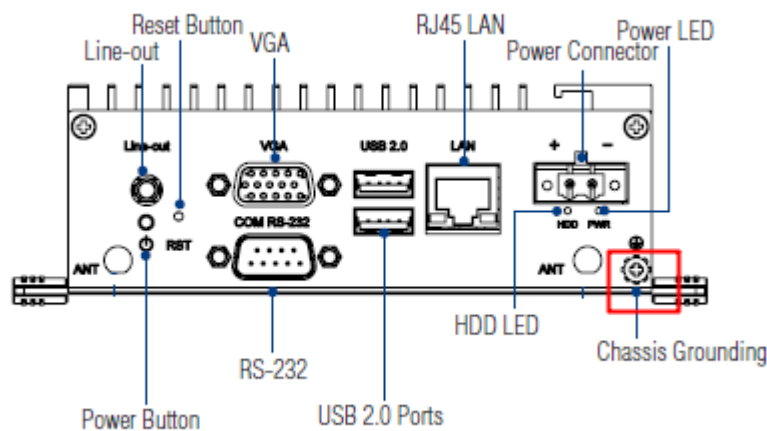 Reset Button
Line-out
VGA
RJ45 LAN
Power LED
Power Connector
Line-out
VGA
USB 2.0
LAN
+ -
COM RS-232
HDD PWR
RST
ANT
ANT
HDD LED
Chassis Grounding
RS-232
Power Button
USB 2.0 Ports